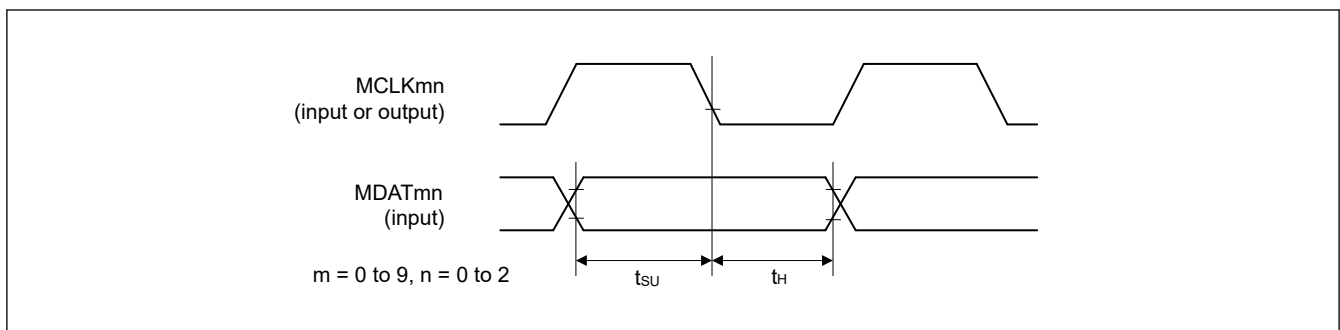 MCLKmn
(input or output)
MDATmn
(input)
m = 0 to 9, n = 0 to 2
tSU
tH